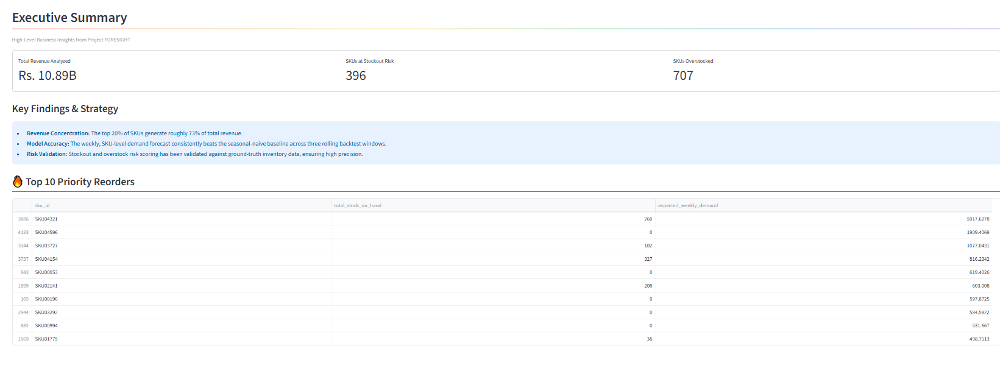 Executive Summary
High-Level Business Insights from Project FORESIGHT
Total Revenue Analyzed SKUs at Stockout Risk SKUs Overstocked
Rs. 10.89B 396 707
Key Findings & Strategy
• Revenue Concentration: The top 20% of SKUs generate roughly 73% of total revenue.
• Model Accuracy: The weekly, SKU-level demand forecast consistently beats the seasonal-naive baseline across three rolling backtest windows.
• Risk Validation: Stockout and overstock risk scoring has been validated against ground-truth inventory data, ensuring high precision.
🔥 Top 10 Priority Reorders
sku_id total_stock_on_hand expected_weekly_demand
3886 SKU04321 260 5917.6278
4133 SKU04596 0 1909.4069
3344 SKU03727 102 1077.0431
3737 SKU04154 327 816.2342
843 SKU00953 0 619.4026
1899 SKU02141 208 603.008
165 SKU00190 0 597.8725
2944 SKU03292 0 584.5822
882 SKU00994 0 531.667
1569 SKU01775 38 498.7113